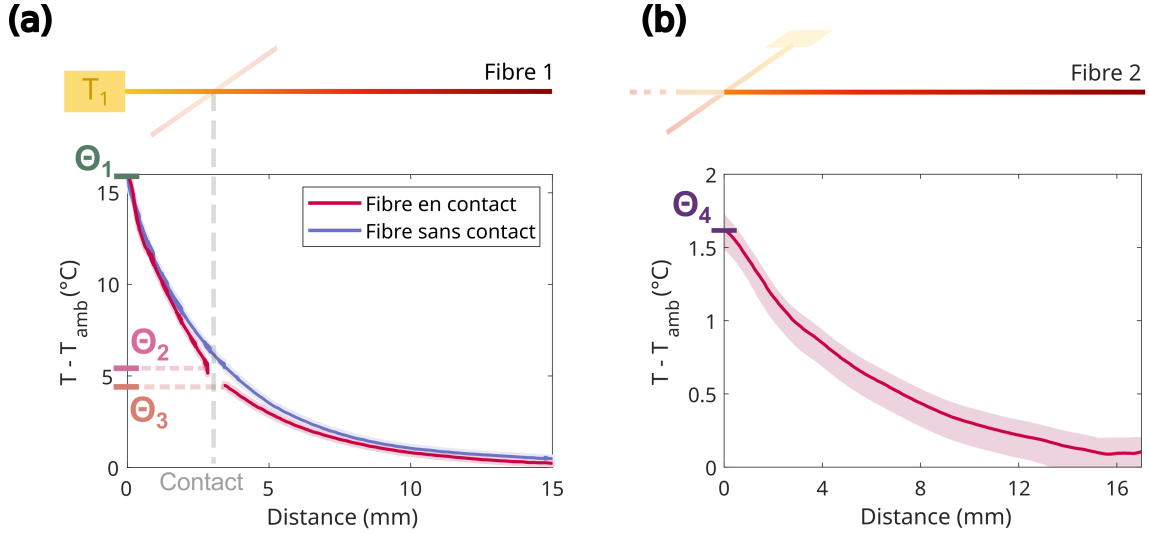 (a)
T1
Fibre 1
Θ1
15
10
5
0
Θ2
Θ3
T - Tamb (°C)
Fibre en contact
Fibre sans contact
0
Contact
5
10
15
Distance (mm)
(b)
Fibre 2
Θ4
2
1.5
1
0.5
0
T - Tamb (°C)
0
4
8
12
16
Distance (mm)